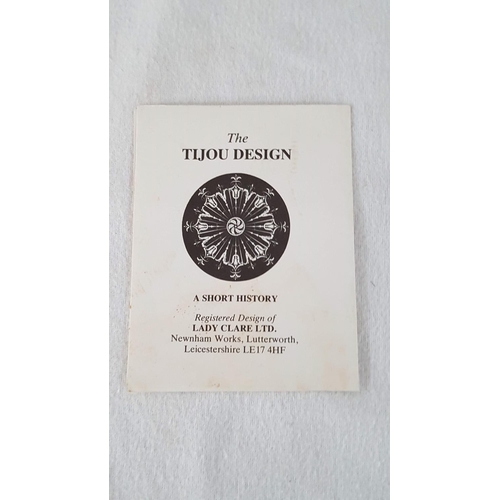 The
TIJOU DESIGN
A SHORT HISTORY
Registered Design of
LADY CLARE LTD.
Newnham Works, Lutterworth,
Leicestershire LE17 4HF